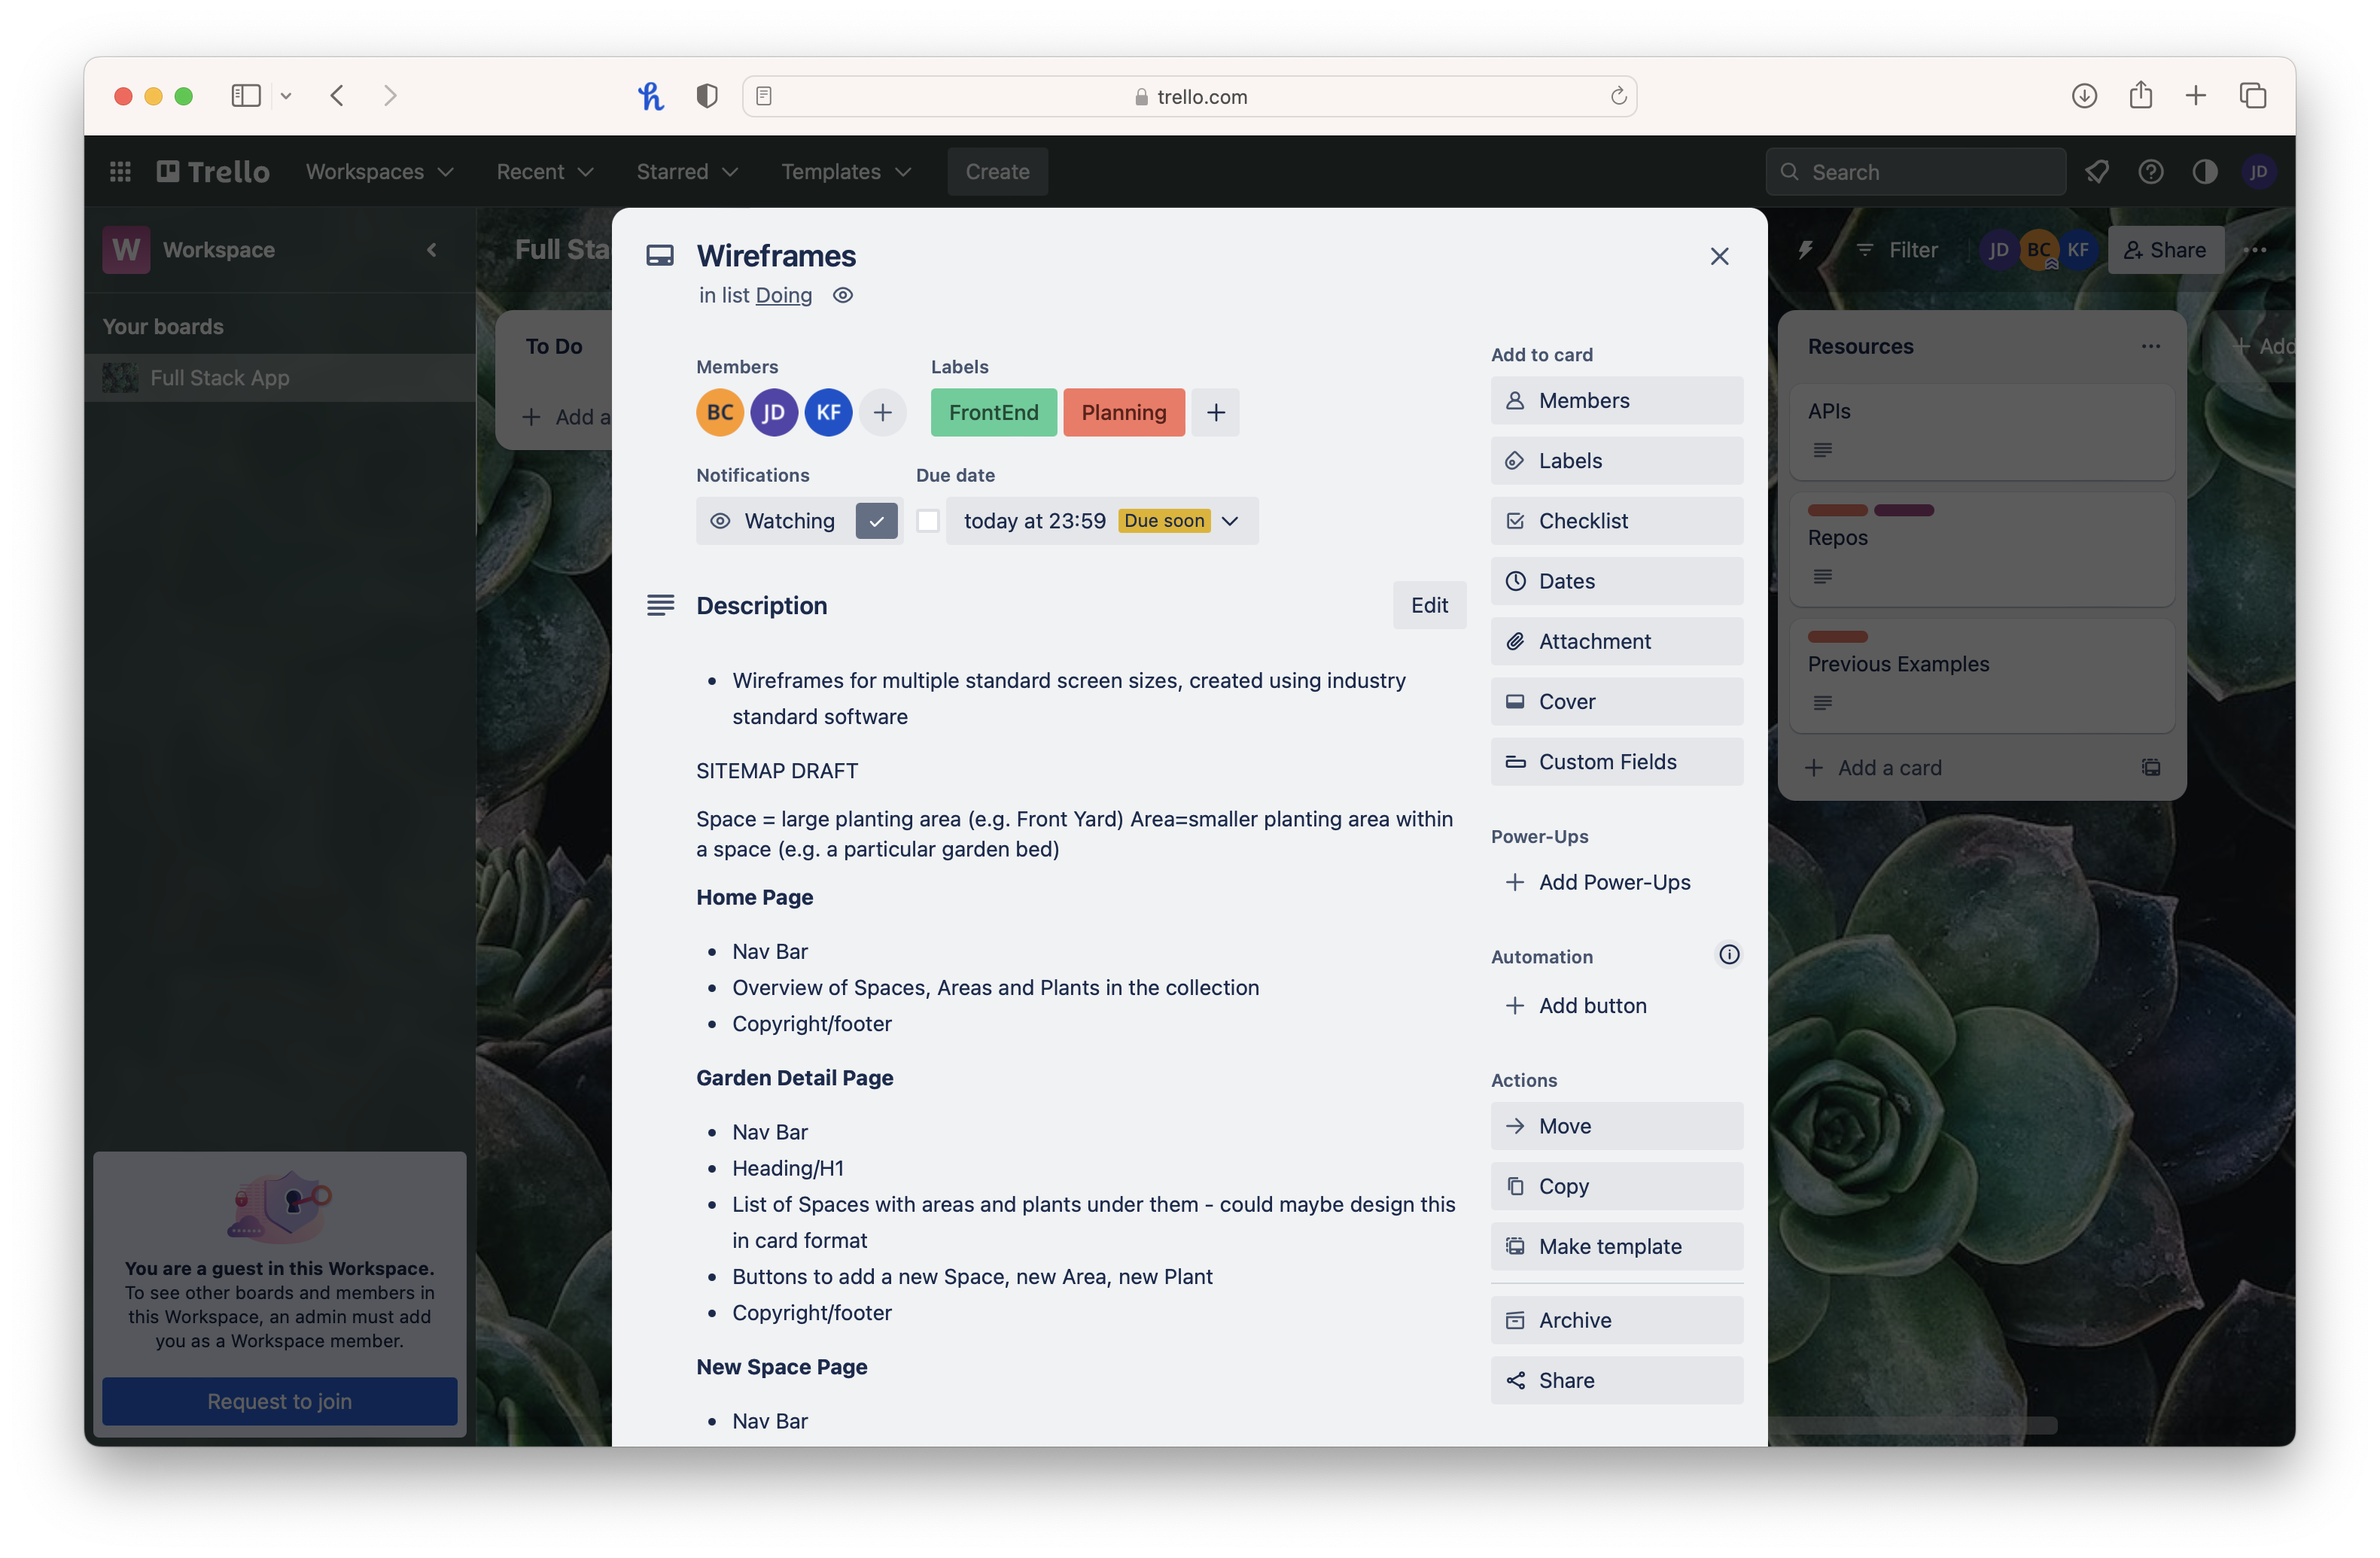 trello.com
Trello Workspaces Recent Starred Templates Create Search JD
W Workspace
Your boards
Full Stack App
You are a guest in this Workspace.
To see other boards and members in
this Workspace, an admin must add
you as a Workspace member.
Request to join
Full Sta
Filter JD BC KF Share
To Do
Add a
Wireframes
in list Doing
Members
BC JD KF
Labels
FrontEnd Planning
Notifications
Watching
Due date
today at 23:59 Due soon
Description
Edit
• Wireframes for multiple standard screen sizes, created using industry
standard software
SITEMAP DRAFT
Space = large planting area (e.g. Front Yard) Area=smaller planting area within
a space (e.g. a particular garden bed)
Home Page
• Nav Bar
• Overview of Spaces, Areas and Plants in the collection
• Copyright/footer
Garden Detail Page
• Nav Bar
• Heading/H1
• List of Spaces with areas and plants under them - could maybe design this
in card format
• Buttons to add a new Space, new Area, new Plant
• Copyright/footer
New Space Page
• Nav Bar
Add to card
Members
Labels
Checklist
Dates
Attachment
Cover
Custom Fields
Power-Ups
Add Power-Ups
Automation
Add button
Actions
Move
Copy
Make template
Archive
Share
Resources
APIs
Repos
Previous Examples
Add a card
Add